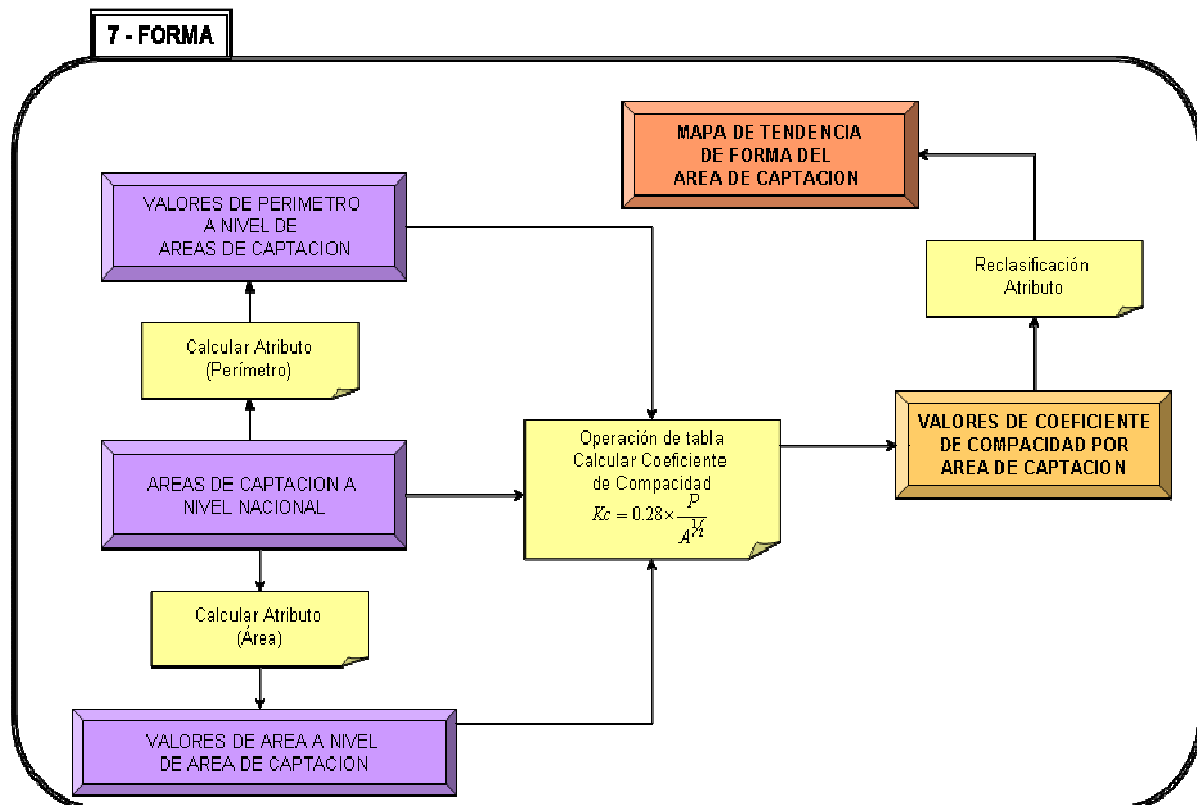 7 - FORMA
MAPA DE TENDENCIA
DE FORMA DEL
AREA DE CAPTACION
VALORES DE PERIMETRO
A NIVEL DE
AREAS DE CAPTACION
Reclasificación
Atributo
Calcular Atributo
(Perímetro)
VALORES DE COEFICIENTE
DE COMPACIDAD POR
AREA DE CAPTACION
Operación de tabla
Calcular Coeficiente
de Compacidad
Kc = 0.28 × P / A^½
AREAS DE CAPTACION A
NIVEL NACIONAL
Calcular Atributo
(Área)
VALORES DE AREA A NIVEL
DE AREA DE CAPTACION